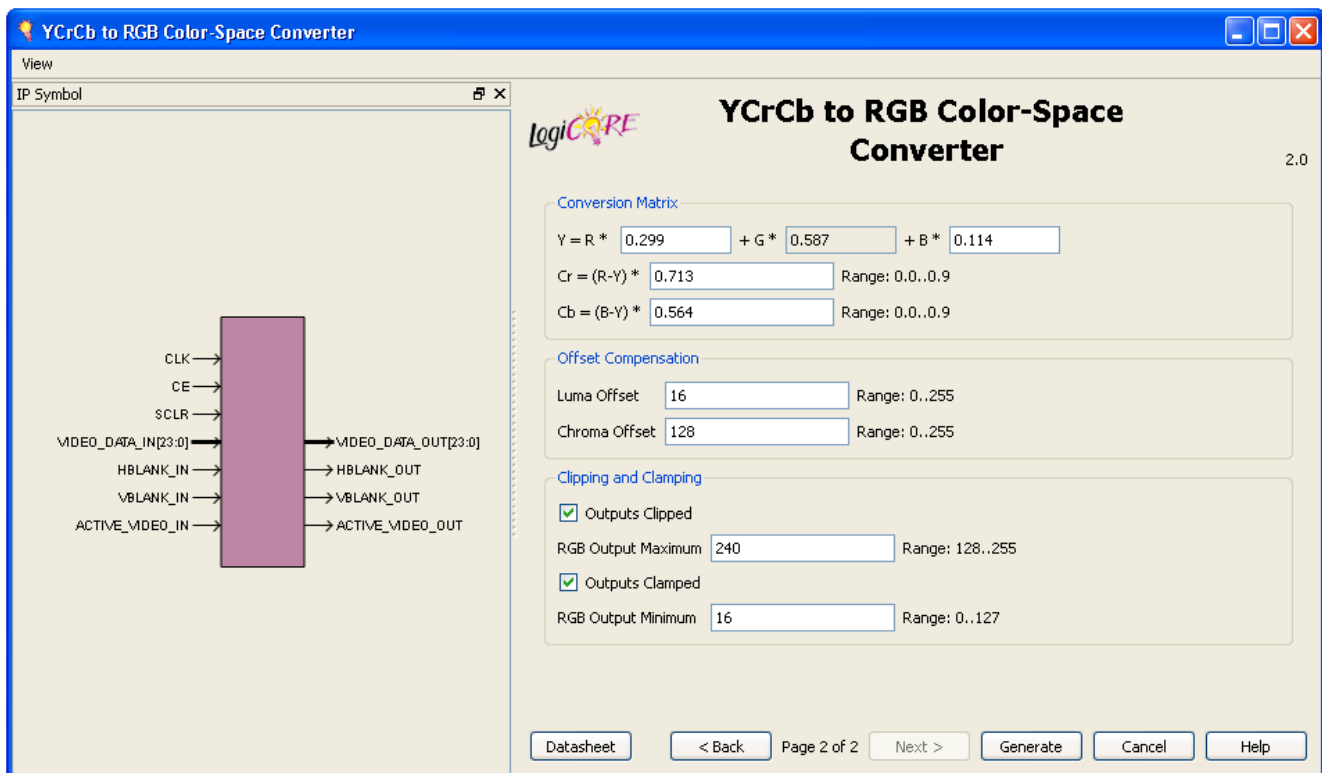 YCrCb to RGB Color-Space Converter
View
IP Symbol
CLK
CE
SCLR
VIDEO_DATA_IN[23:0]
VIDEO_DATA_OUT[23:0]
HBLANK_IN
HBLANK_OUT
VBLANK_IN
VBLANK_OUT
ACTIVE_VIDEO_IN
ACTIVE_VIDEO_OUT
LogiCORE
YCrCb to RGB Color-Space
Converter
2.0
Conversion Matrix
Y = R * 0.299 + G * 0.587 + B * 0.114
Cr = (R-Y) * 0.713 Range: 0.0..0.9
Cb = (B-Y) * 0.564 Range: 0.0..0.9
Offset Compensation
Luma Offset 16 Range: 0..255
Chroma Offset 128 Range: 0..255
Clipping and Clamping
Outputs Clipped
RGB Output Maximum 240 Range: 128..255
Outputs Clamped
RGB Output Minimum 16 Range: 0..127
Datasheet < Back Page 2 of 2 Next > Generate Cancel Help